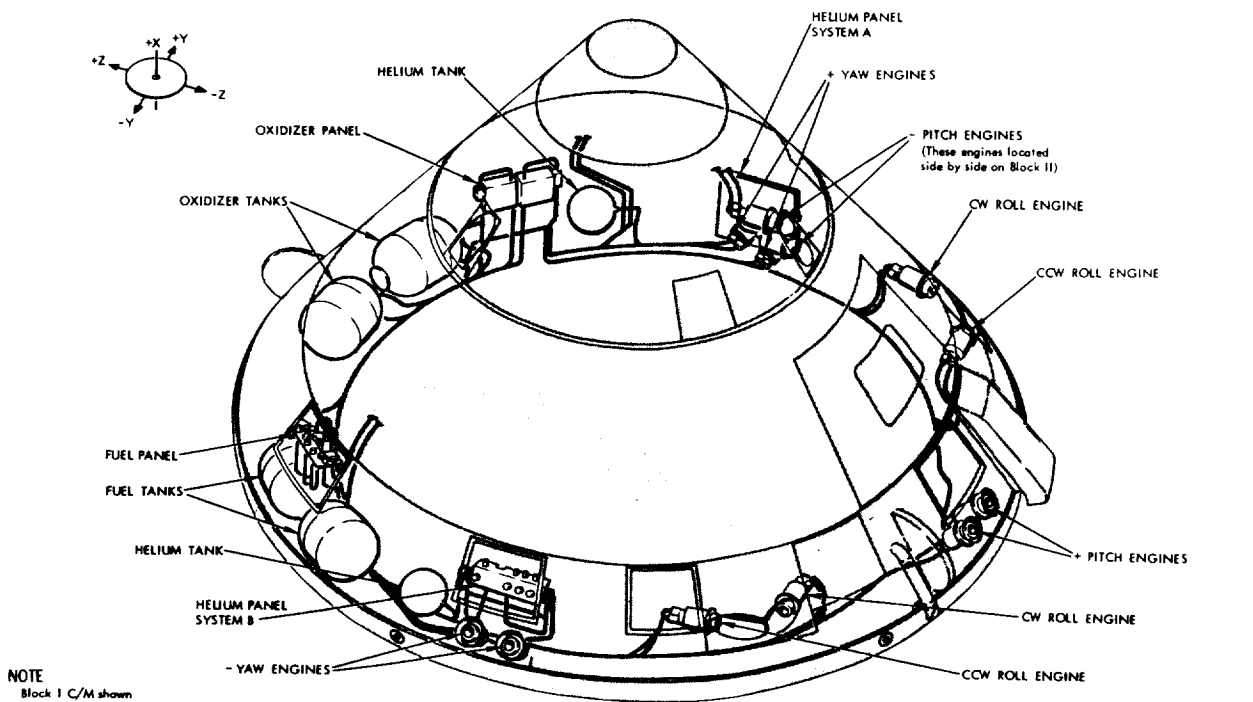 HELIUM PANEL
SYSTEM A
+X
+Y
+Z
-Z
-Y
HELIUM TANK
+ YAW ENGINES
OXIDIZER PANEL
- PITCH ENGINES
(These engines located
side by side on Block II)
OXIDIZER TANKS
CW ROLL ENGINE
CCW ROLL ENGINE
FUEL PANEL
FUEL TANKS
HELIUM TANK
+ PITCH ENGINES
HELIUM PANEL
SYSTEM B
CW ROLL ENGINE
- YAW ENGINES
CCW ROLL ENGINE
NOTE
Block I C/M shown